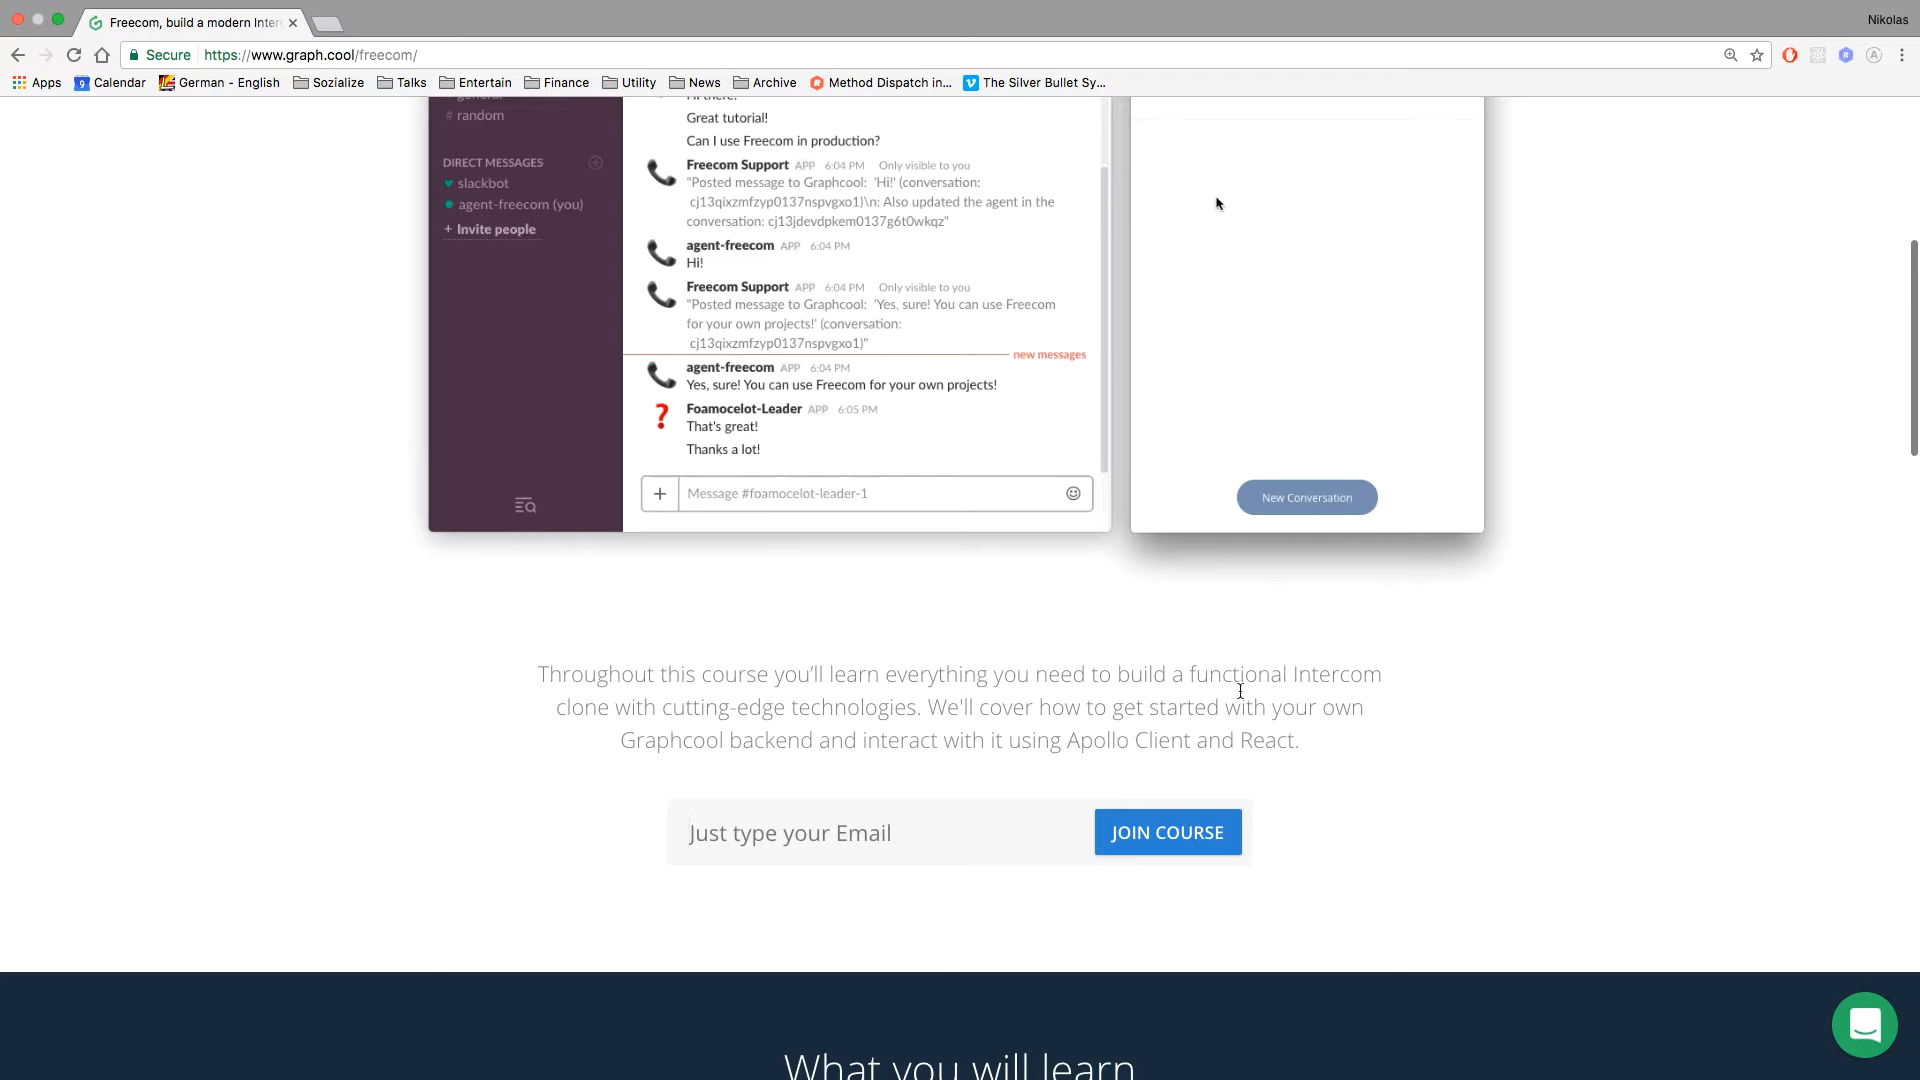 Freecom, build a modern Inter
Nikolas
Secure https://www.graph.cool/freecom/
Apps Calendar German - English Sozialize Talks Entertain Finance Utility News Archive Method Dispatch in... The Silver Bullet Sy...
# random
Great tutorial!
Can I use Freecom in production?
DIRECT MESSAGES
slackbot
agent-freecom (you)
+ Invite people
Freecom Support APP 6:04 PM Only visible to you
"Posted message to Graphcool: 'Hi!' (conversation:
cj13qixzmfzyp0137nspvgxo1)\n: Also updated the agent in the
conversation: cj13jdevdpkem0137g6t0wkqz"
agent-freecom APP 6:04 PM
Hi!
Freecom Support APP 6:04 PM Only visible to you
"Posted message to Graphcool: 'Yes, sure! You can use Freecom
for your own projects!' (conversation:
cj13qixzmfzyp0137nspvgxo1)"
new messages
agent-freecom APP 6:04 PM
Yes, sure! You can use Freecom for your own projects!
Foamocelot-Leader APP 6:05 PM
That's great!
Thanks a lot!
Message #foamocelot-leader-1
New Conversation
Throughout this course you'll learn everything you need to build a functional Intercom
clone with cutting-edge technologies. We'll cover how to get started with your own
Graphcool backend and interact with it using Apollo Client and React.
Just type your Email
JOIN COURSE
What you will learn